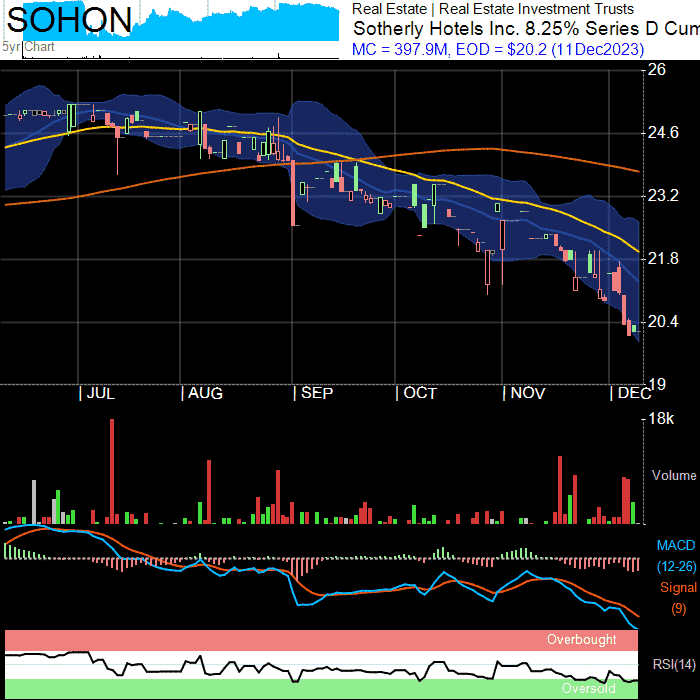 SOHON
5yr Chart
Real Estate | Real Estate Investment Trusts
Sotherly Hotels Inc. 8.25% Series D Cum
MC = 397.9M, EOD = $20.2 (11Dec2023)
26
24.6
23.2
21.8
20.4
19
| JUL | AUG | SEP | OCT | NOV | DEC
18k
Volume
MACD
(12-26)
Signal
(9)
Overbought
RSI(14)
Oversold